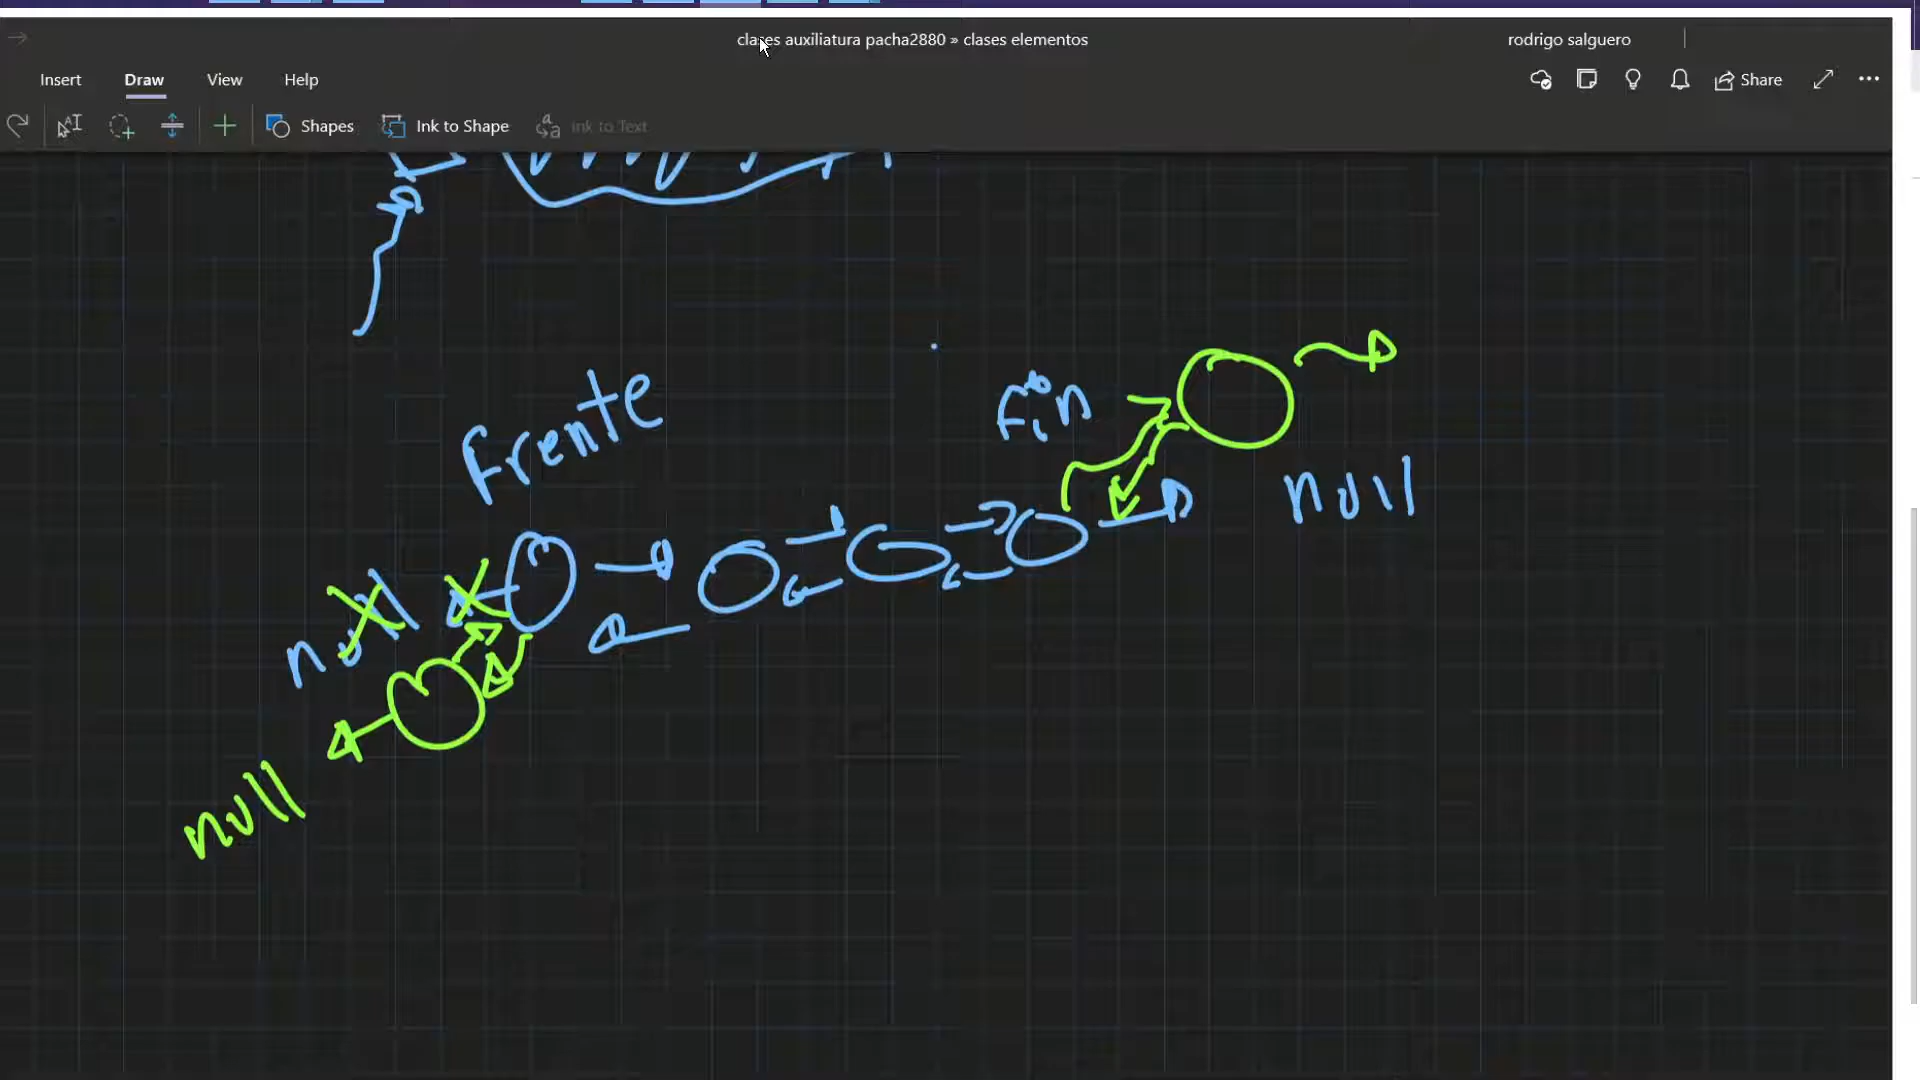 clases auxiliatura pacha2880 » clases elementos
rodrigo salguero
Insert
Draw
View
Help
Share
Shapes
Ink to Shape
Ink to Text
frente
fin
null
null
null